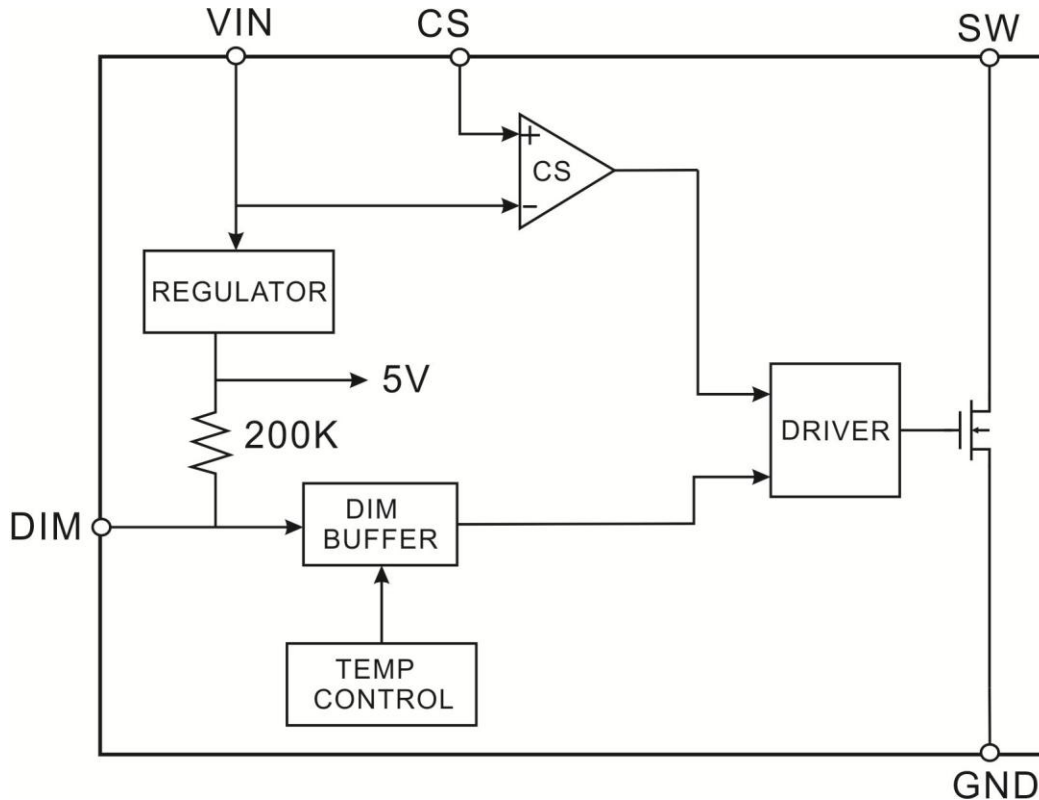 VIN
CS
SW
+
CS
-
REGULATOR
5V
200K
DRIVER
DIM
DIM
BUFFER
TEMP
CONTROL
GND